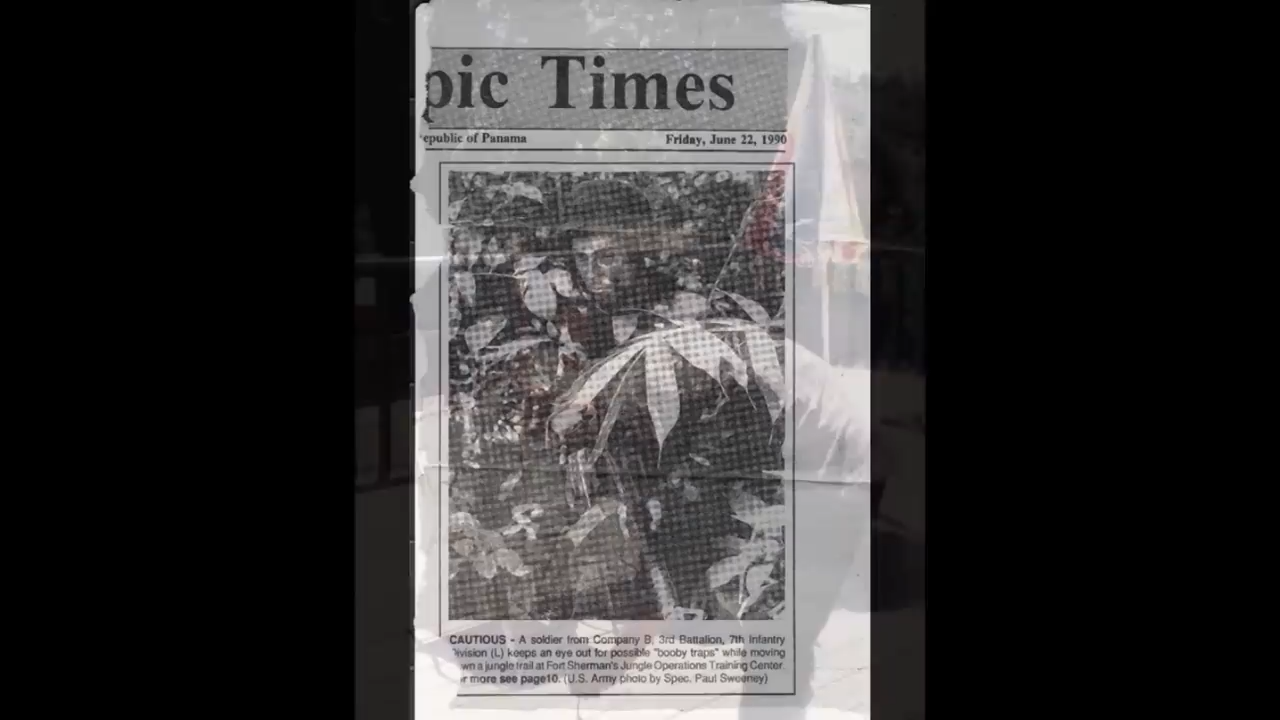 pic Times
epublic of Panama Friday, June 22, 1990
CAUTIOUS - A soldier from Company B, 3rd Battalion, 7th Infantry
ivision (L) keeps an eye out for possible "booby traps" while moving
wn a jungle trail at Fort Sherman's Jungle Operations Training Center.
r more see page10. (U.S. Army photo by Spec. Paul Sweeney)